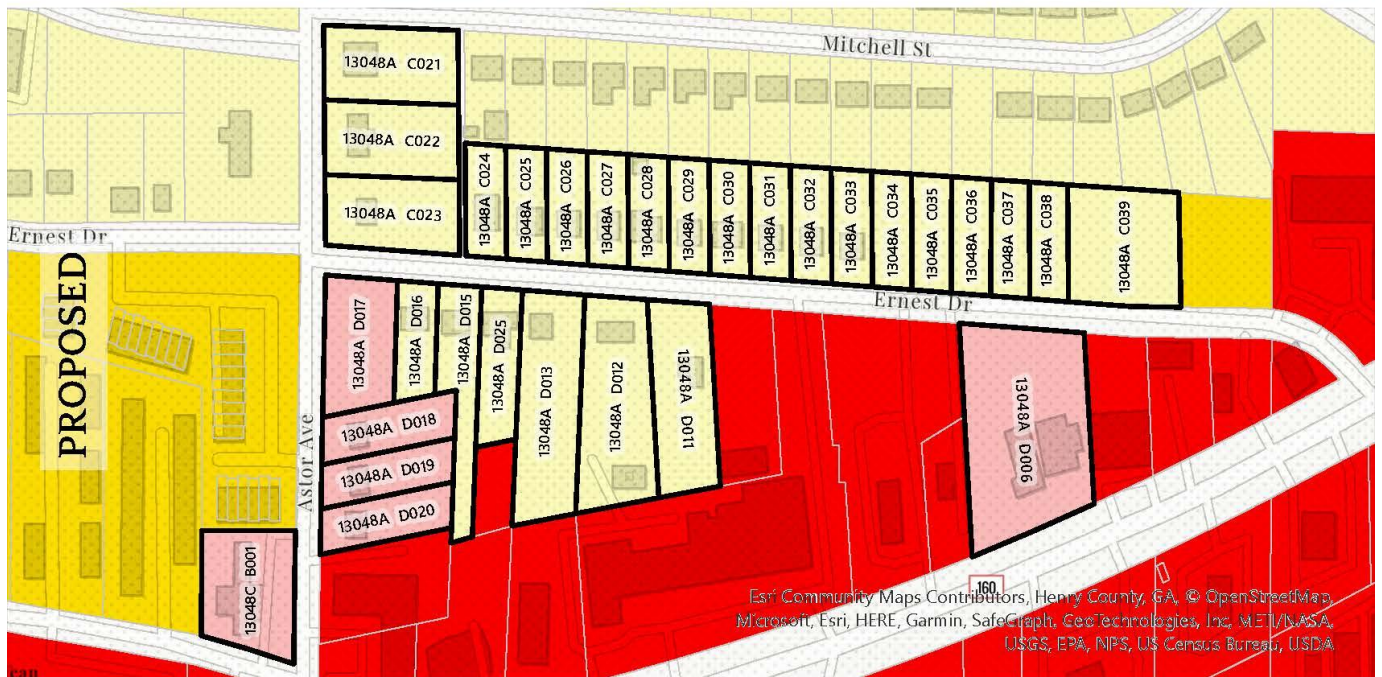 Mitchell St
13048A C021
13048A C022
13048A C023
13048A C024
13048A C025
13048A C026
13048A C027
13048A C028
13048A C029
13048A C030
13048A C031
13048A C032
13048A C033
13048A C034
13048A C035
13048A C036
13048A C037
13048A C038
13048A C039
Ernest Dr
Ernest Dr
PROPOSED
Astor Ave
13048A D017
13048A D016
13048A D015
13048A D025
13048A D013
13048A D012
13048A D011
13048A D006
13048A D018
13048A D019
13048A D020
13048C B001
160
Esri Community Maps Contributors, Henry County, GA, © OpenStreetMap,
Microsoft, Esri, HERE, Garmin, SafeGraph, GeoTechnologies, Inc, METI/NASA,
USGS, EPA, NPS, US Census Bureau, USDA